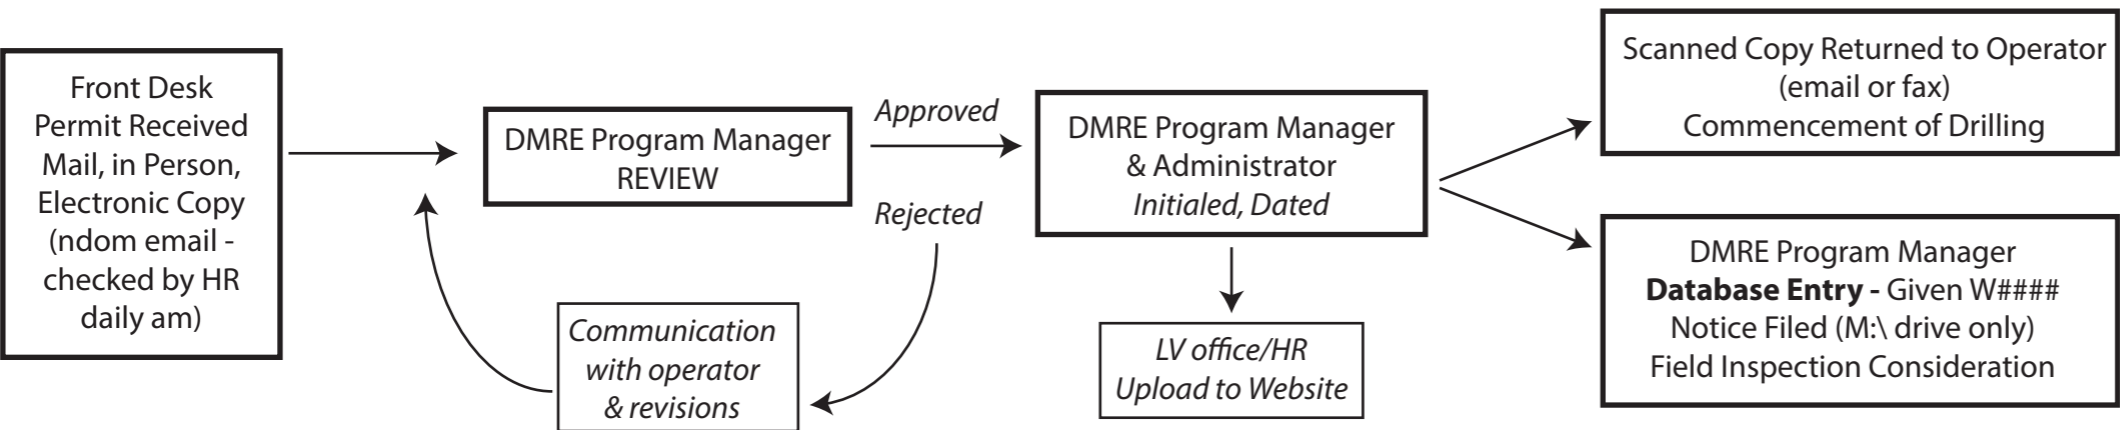 Front Desk
Permit Received
Mail, in Person,
Electronic Copy
(ndom email -
checked by HR
daily am)
DMRE Program Manager
REVIEW
Approved
Rejected
Communication
with operator
& revisions
DMRE Program Manager
& Administrator
Initialed, Dated
LV office/HR
Upload to Website
Scanned Copy Returned to Operator
(email or fax)
Commencement of Drilling
DMRE Program Manager
Database Entry - Given W####
Notice Filed (M:\ drive only)
Field Inspection Consideration